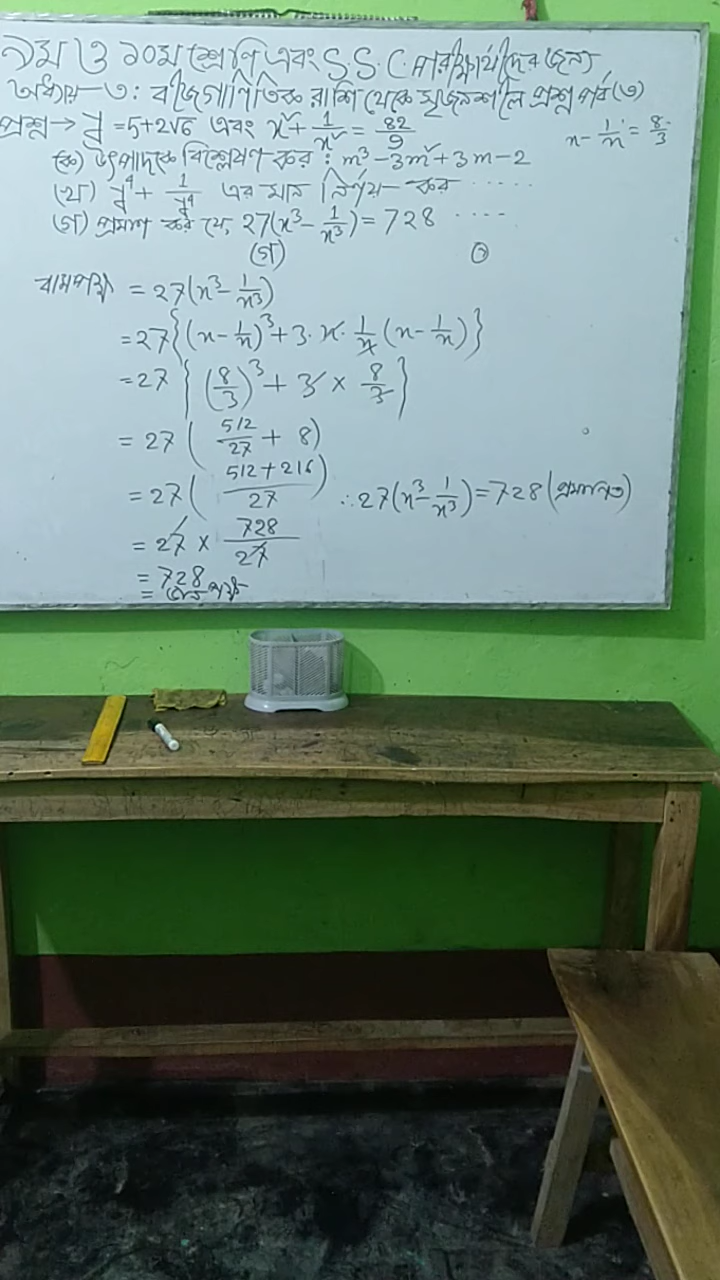 ৯ম ও ১০ম শ্রেণি এবং S.S.C. পরীক্ষার্থীদের জন্য
অধ্যায়-৩: বীজগাণিতিক রাশি থেকে সৃজনশীল প্রশ্ন পর্ব (৩)
প্রশ্ন → y = 5+2√6 এবং x² + 1/x² = 82/9
x - 1/x = 8/3
(ক) উৎপাদকে বিশ্লেষণ কর : m³ - 3m² + 3m - 2
(খ) y⁴ + 1/y⁴ এর মান নির্ণয় কর .....
(গ) প্রমাণ কর যে, 27(x³ - 1/x³) = 728 ....
(গ)
বামপক্ষ = 27(x³ - 1/x³)
= 27{(x - 1/x)³ + 3·x·1/x(x - 1/x)}
= 27{(8/3)³ + 3 × 8/3}
= 27(512/27 + 8)
= 27(512+216/27)
∴ 27(x³ - 1/x³) = 728 (প্রমাণিত)
= 27 × 728/27
= 728
= ডানপক্ষ